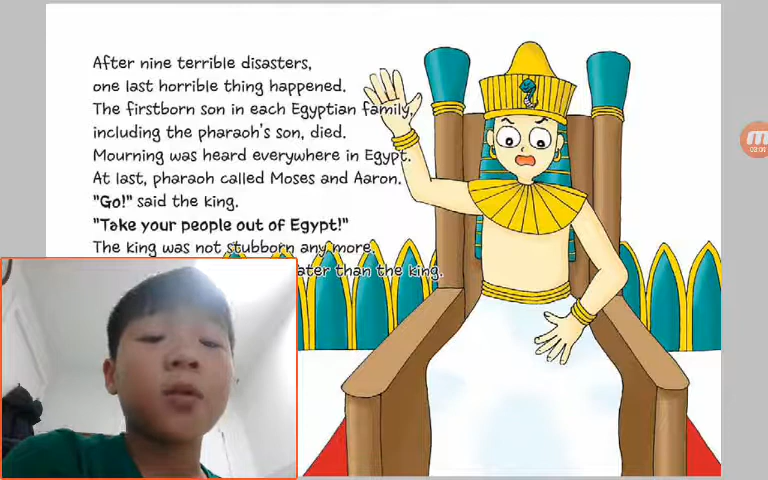 After nine terrible disasters,
one last horrible thing happened.
The firstborn son in each Egyptian family,
including the pharaoh's son, died.
Mourning was heard everywhere in Egypt.
At last, pharaoh called Moses and Aaron.
"Go!" said the king.
"Take your people out of Egypt!"
The king was not stubborn any more.
than the king.